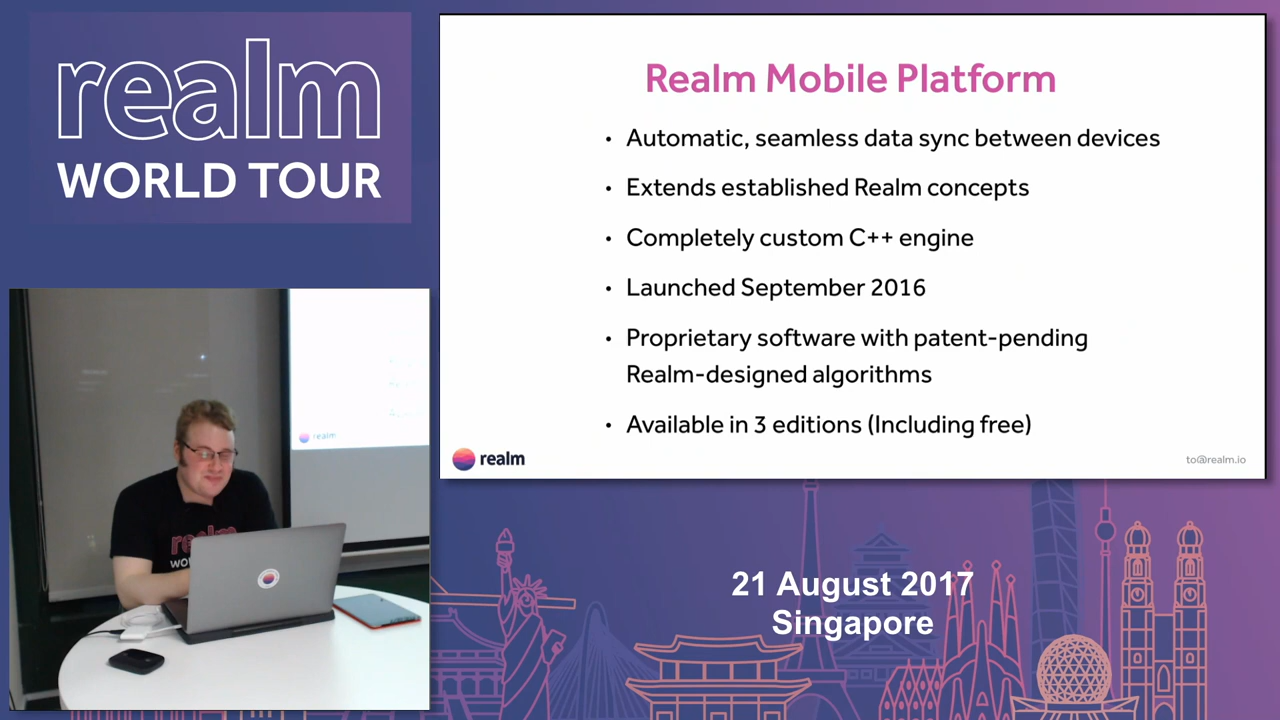 realm
WORLD TOUR
Realm Mobile Platform
• Automatic, seamless data sync between devices
• Extends established Realm concepts
• Completely custom C++ engine
• Launched September 2016
• Proprietary software with patent-pending
Realm-designed algorithms
• Available in 3 editions (Including free)
realm
to@realm.io
realm
realm
21 August 2017
Singapore